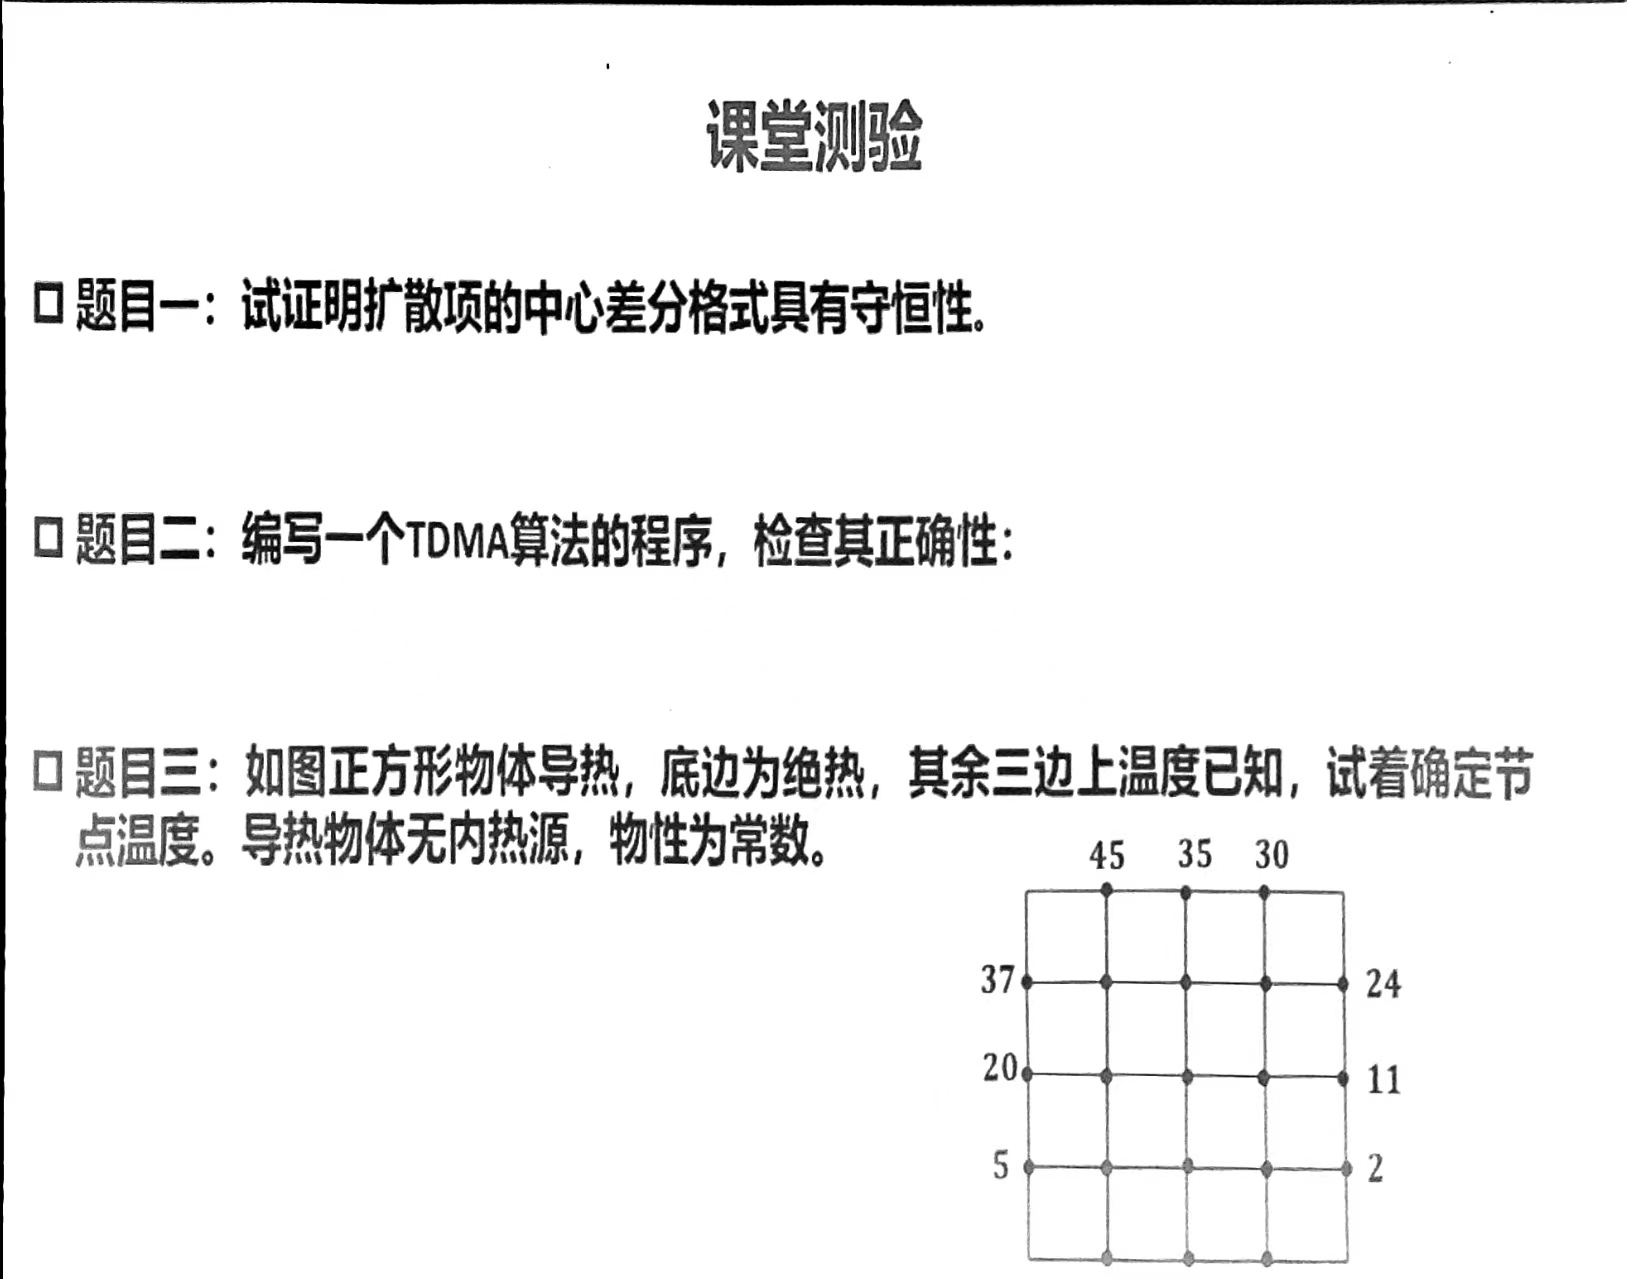 课堂测验
题目一：试证明扩散项的中心差分格式具有守恒性。
题目二：编写一个TDMA算法的程序，检查其正确性：
题目三：如图正方形物体导热，底边为绝热，其余三边上温度已知，试着确定节
点温度。导热物体无内热源，物性为常数。
45 35 30
37 24
20 11
5 2